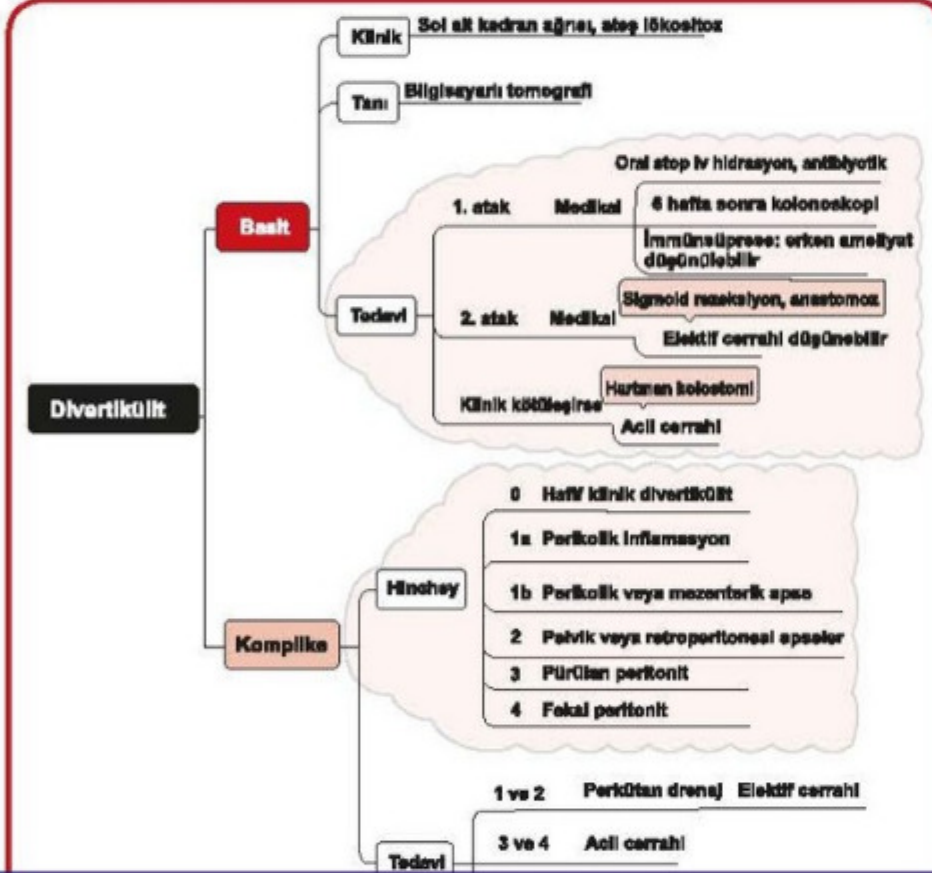 Klinik
Sol alt kadran ağrısı, ateş lökositoz
Tanı
Bilgisayarlı tomografi
Basit
Tedavi
1. atak
Medikal
Oral stop iv hidrasyon, antibiyotik
6 hafta sonra kolonoskopi
İmmünsüprese: erken ameliyat
düşünülebilir
2. atak
Medikal
Sigmoid rezeksiyon, anastomoz
Elektif cerrahi düşünebilir
Klinik kötüleşirse
Hartman kolostomi
Acil cerrahi
Divertikülit
Komplike
Hinchey
0 Hafif klinik divertikülit
1a Perikolik inflamasyon
1b Perikolik veya mezenterik apse
2 Pelvik veya retroperitoneal apseler
3 Pürülan peritonit
4 Fekal peritonit
Tedavi
1 ve 2 Perkütan drenaj Elektif cerrahi
3 ve 4 Acil cerrahi